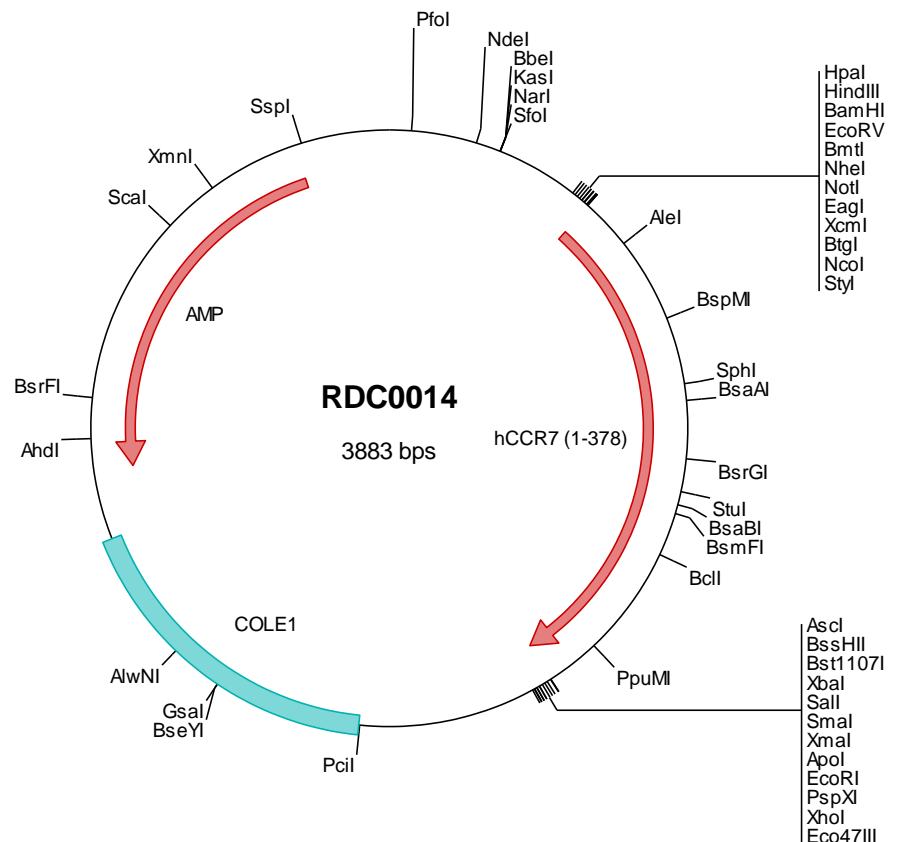 PfoI
NdeI
BbeI
KasI
NarI
SfoI
HpaI
HindIII
BamHI
EcoRV
BmtI
NheI
NotI
EagI
XcmI
BtgI
NcoI
StyI
SspI
XmnI
ScaI
AleI
BspMI
AMP
SphI
BsaAI
BsrFI
AhdI
RDC0014
3883 bps
hCCR7 (1-378)
BsrGI
StuI
BsaBI
BsmFI
BclI
COLE1
AlwNI
GsaI
BseYI
PciI
PpuMI
AscI
BssHII
Bst1107I
XbaI
SalI
SmaI
XmaI
ApoI
EcoRI
PspXI
XhoI
Eco47III